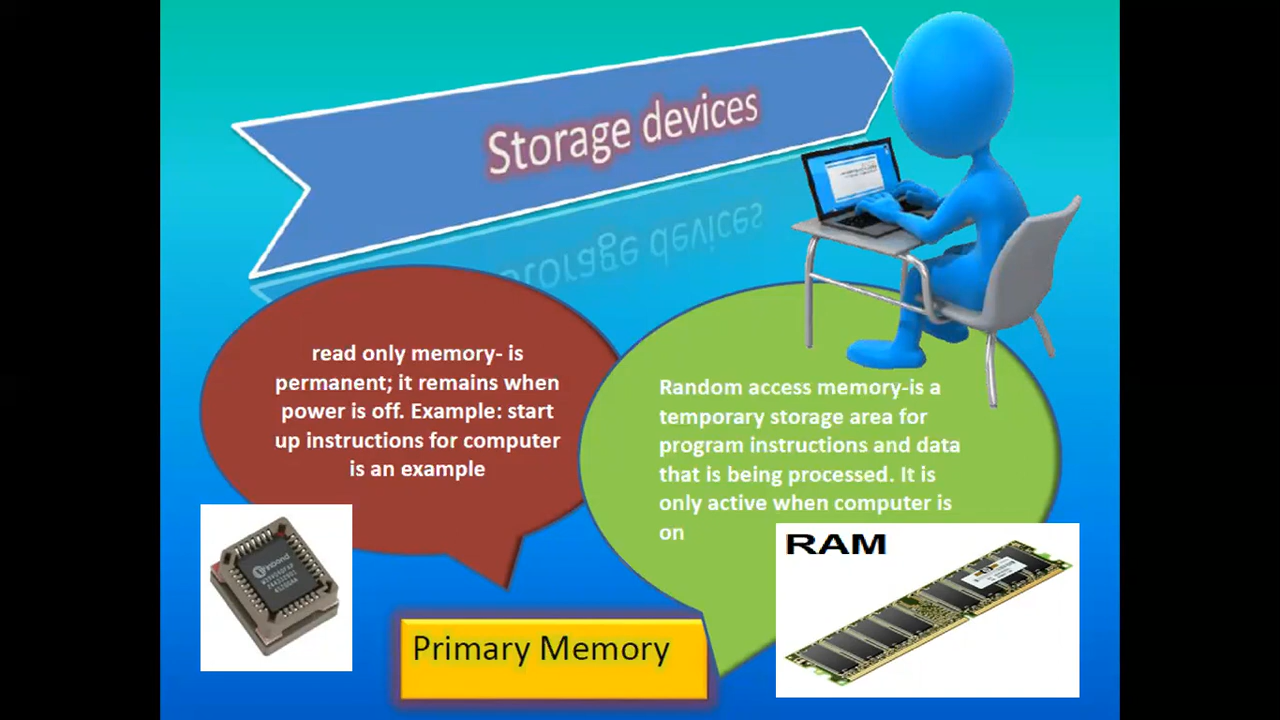 Storage devices
read only memory- is
permanent; it remains when
power is off. Example: start
up instructions for computer
is an example
Random access memory-is a
temporary storage area for
program instructions and data
that is being processed. It is
only active when computer is
on
RAM
Primary Memory